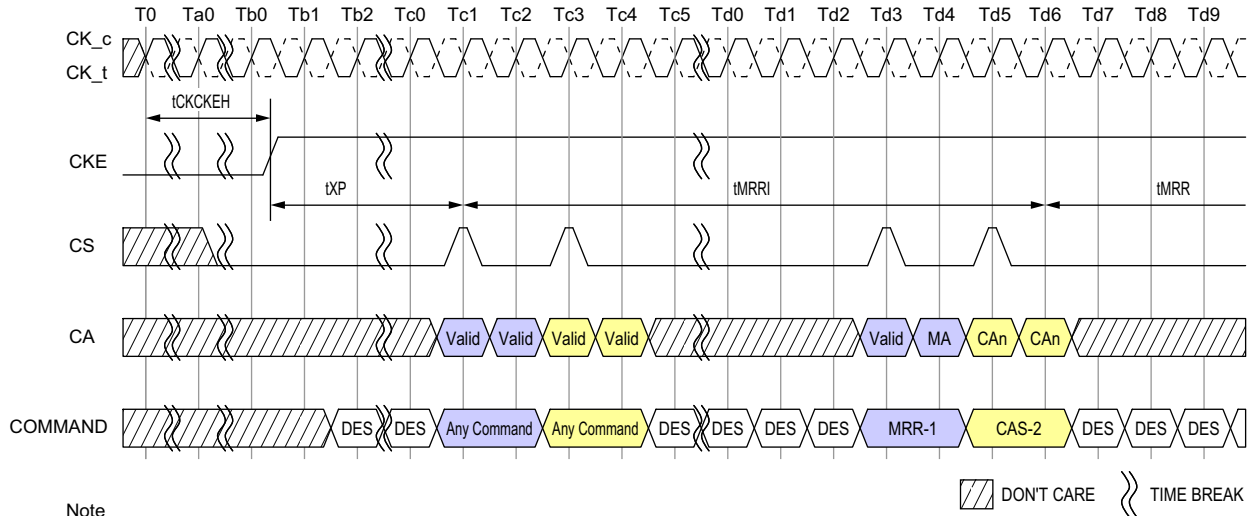 T0 Ta0 Tb0 Tb1 Tb2 Tc0 Tc1 Tc2 Tc3 Tc4 Tc5 Td0 Td1 Td2 Td3 Td4 Td5 Td6 Td7 Td8 Td9
CK_c
CK_t
tCKCKEH
CKE
tXP tMRRI tMRR
CS
CA Valid Valid Valid Valid Valid MA CAn CAn
COMMAND DES DES Any Command Any Command DES DES DES DES MRR-1 CAS-2 DES DES DES
DON'T CARE TIME BREAK
Note